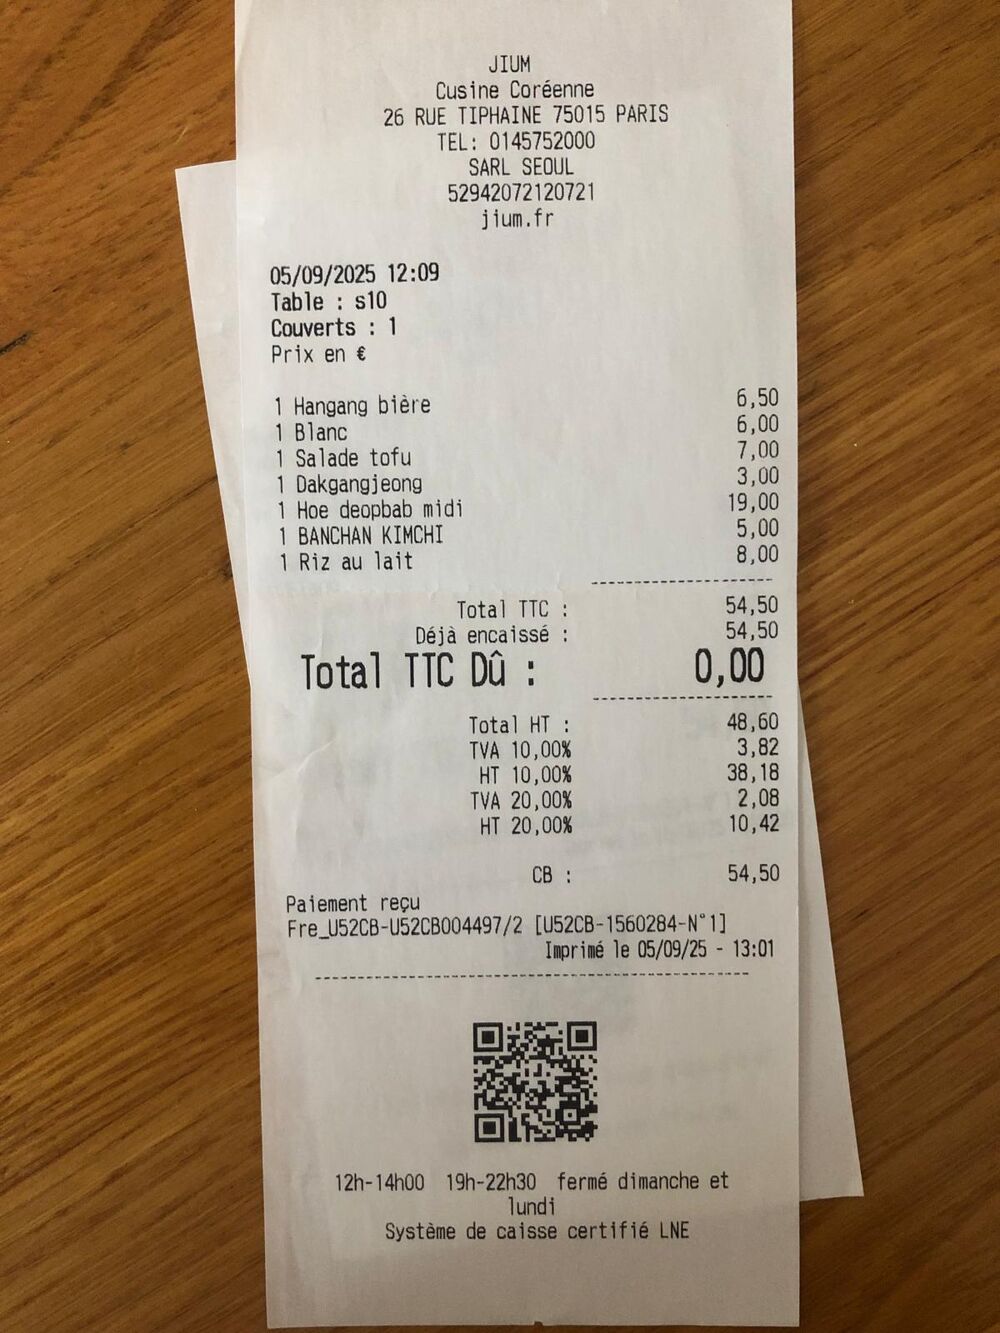 JIUM
Cusine Coréenne
26 RUE TIPHAINE 75015 PARIS
TEL: 0145752000
SARL SEOUL
52942072120721
jium.fr
05/09/2025 12:09
Table : s10
Couverts : 1
Prix en €
1 Hangang bière 6,50
1 Blanc 6,00
1 Salade tofu 7,00
1 Dakgangjeong 3,00
1 Hoe deopbab midi 19,00
1 BANCHAN KIMCHI 5,00
1 Riz au lait 8,00
Total TTC : 54,50
Déjà encaissé : 54,50
Total TTC Dû : 0,00
Total HT : 48,60
TVA 10,00% 3,82
HT 10,00% 38,18
TVA 20,00% 2,08
HT 20,00% 10,42
CB : 54,50
Paiement reçu
Fre_U52CB-U52CB004497/2 [U52CB-1560284-N°1]
Imprimé le 05/09/25 - 13:01
12h-14h00 19h-22h30 fermé dimanche et
lundi
Système de caisse certifié LNE